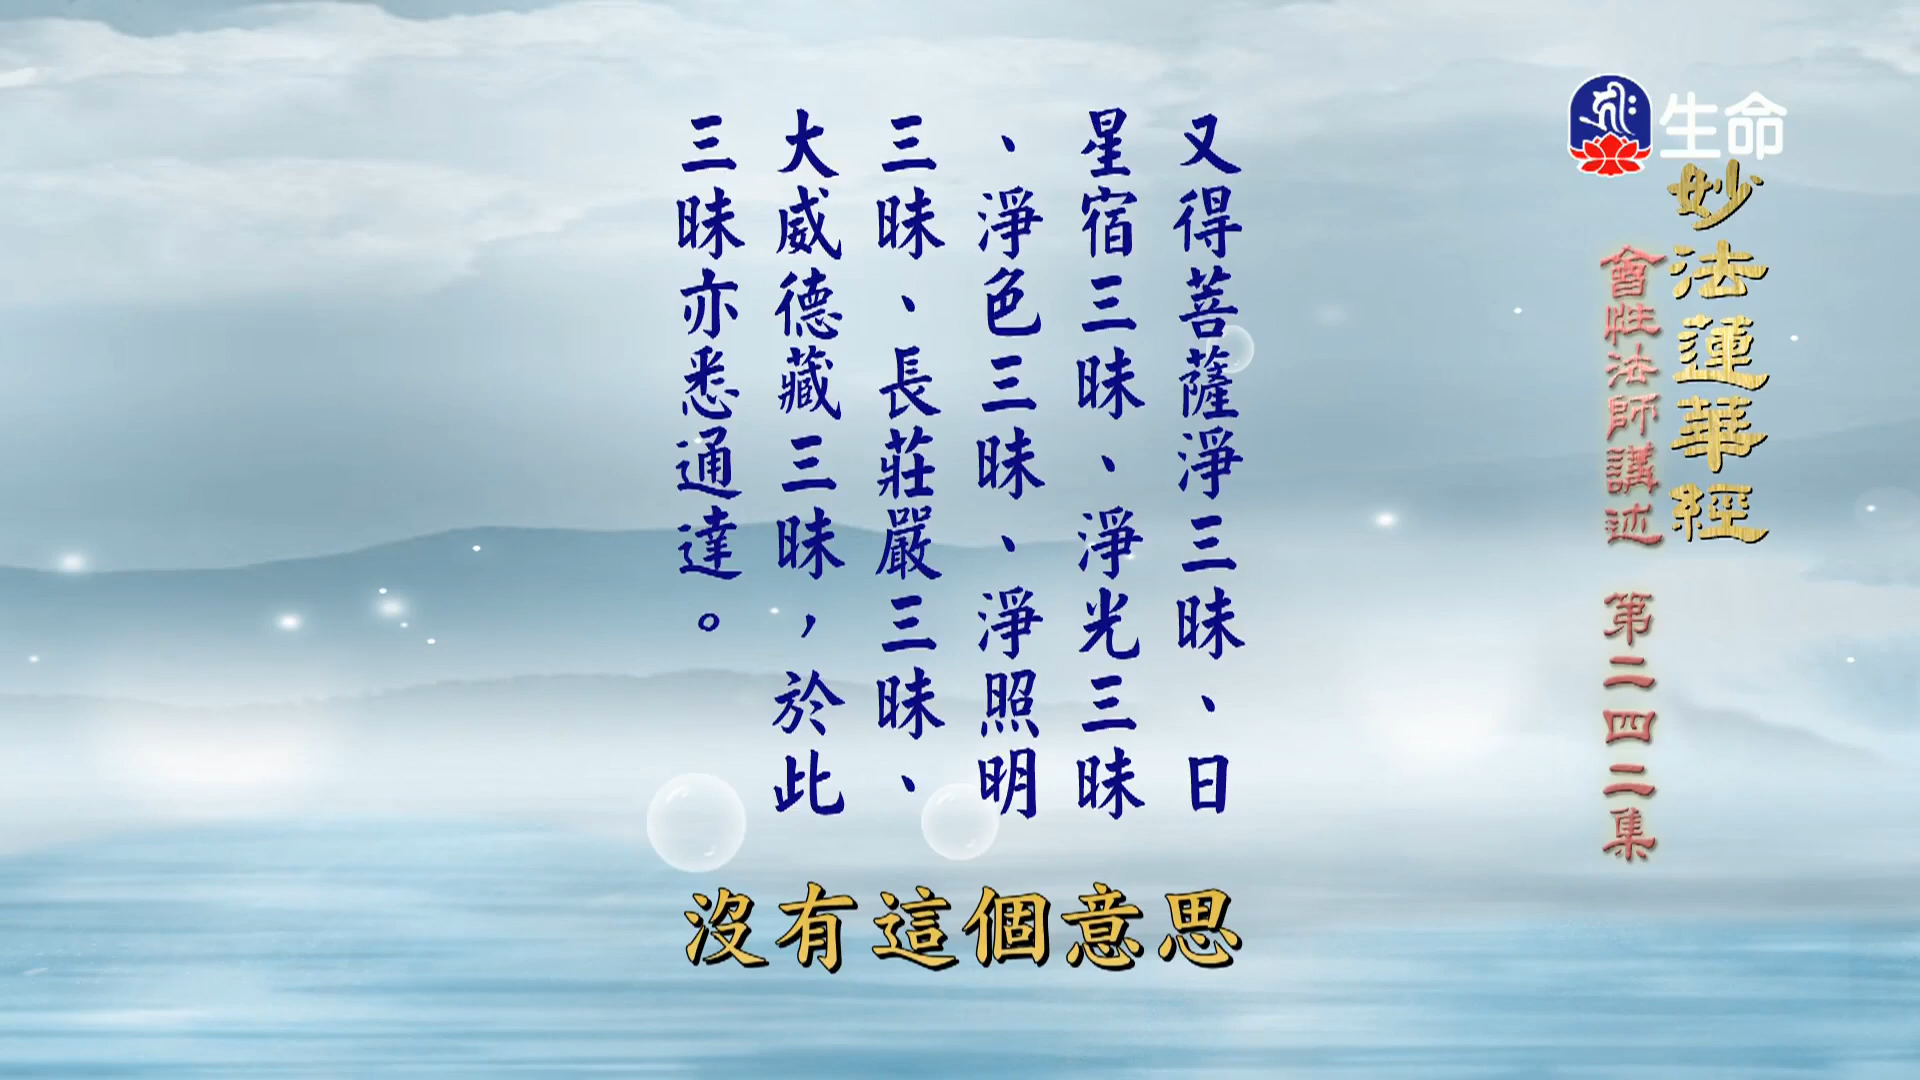 生命
妙法蓮華經
會性法師講述 第二四二集
又得菩薩淨三昧、日
星宿三昧、淨光三昧
、淨色三昧、淨照明
三昧、長莊嚴三昧、
大威德藏三昧，於此
三昧亦悉通達。
沒有這個意思